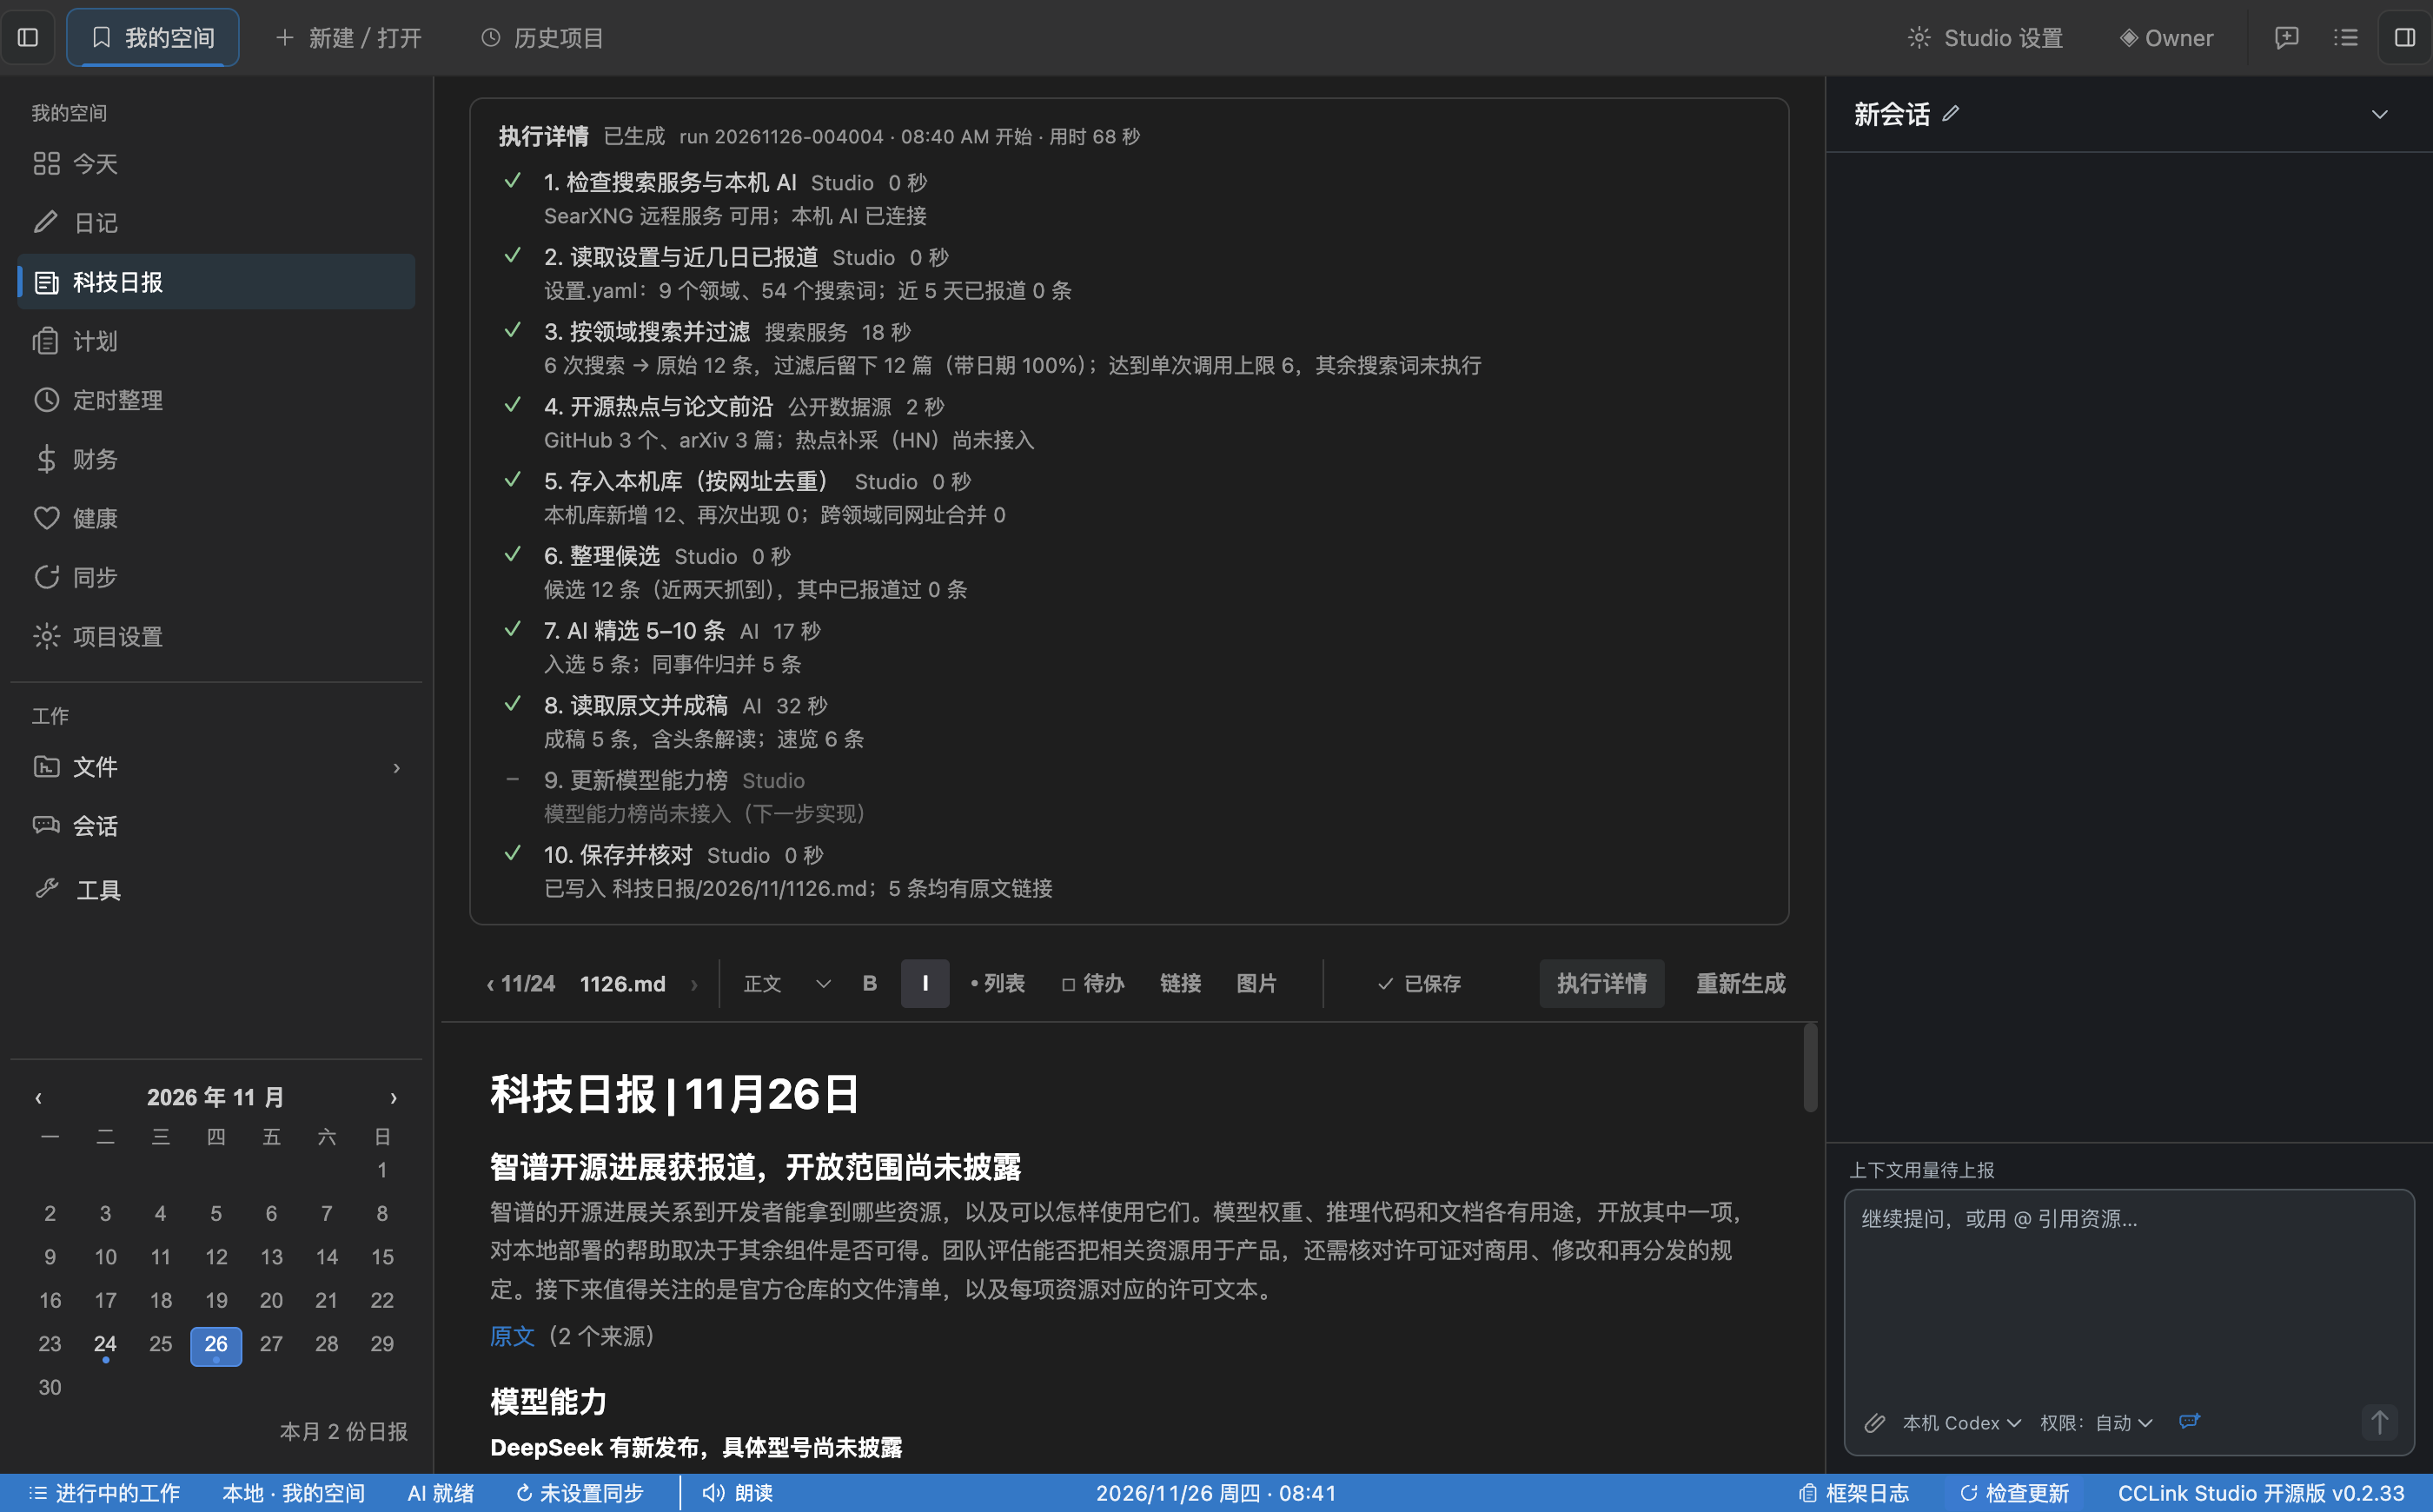 我的空间
新建 / 打开
历史项目
Studio 设置
Owner
我的空间
今天
日记
科技日报
计划
定时整理
财务
健康
同步
项目设置
工作
文件
会话
工具
2026 年 11 月
一 二 三 四 五 六 日
1
2 3 4 5 6 7 8
9 10 11 12 13 14 15
16 17 18 19 20 21 22
23 24 25 26 27 28 29
30
本月 2 份日报
执行详情 已生成 run 20261126-004004 · 08:40 AM 开始 · 用时 68 秒
1. 检查搜索服务与本机 AI Studio 0 秒
SearXNG 远程服务 可用；本机 AI 已连接
2. 读取设置与近几日已报道 Studio 0 秒
设置.yaml：9 个领域、54 个搜索词；近 5 天已报道 0 条
3. 按领域搜索并过滤 搜索服务 18 秒
6 次搜索 → 原始 12 条，过滤后留下 12 篇（带日期 100%）；达到单次调用上限 6，其余搜索词未执行
4. 开源热点与论文前沿 公开数据源 2 秒
GitHub 3 个、arXiv 3 篇；热点补采（HN）尚未接入
5. 存入本机库（按网址去重） Studio 0 秒
本机库新增 12、再次出现 0；跨领域同网址合并 0
6. 整理候选 Studio 0 秒
候选 12 条（近两天抓到），其中已报道过 0 条
7. AI 精选 5–10 条 AI 17 秒
入选 5 条；同事件归并 5 条
8. 读取原文并成稿 AI 32 秒
成稿 5 条，含头条解读；速览 6 条
9. 更新模型能力榜 Studio
模型能力榜尚未接入（下一步实现）
10. 保存并核对 Studio 0 秒
已写入 科技日报/2026/11/1126.md；5 条均有原文链接
‹ 11/24 1126.md › 正文 B I • 列表 □ 待办 链接 图片 ✓ 已保存 执行详情 重新生成
科技日报 | 11月26日
智谱开源进展获报道，开放范围尚未披露
智谱的开源进展关系到开发者能拿到哪些资源，以及可以怎样使用它们。模型权重、推理代码和文档各有用途，开放其中一项，
对本地部署的帮助取决于其余组件是否可得。团队评估能否把相关资源用于产品，还需核对许可证对商用、修改和再分发的规
定。接下来值得关注的是官方仓库的文件清单，以及每项资源对应的许可文本。
原文（2 个来源）
模型能力
DeepSeek 有新发布，具体型号尚未披露
新会话
上下文用量待上报
继续提问，或用 @ 引用资源...
本机 Codex 权限：自动
进行中的工作 本地 · 我的空间 AI 就绪 未设置同步 朗读 2026/11/26 周四 · 08:41 框架日志 检查更新 CCLink Studio 开源版 v0.2.33